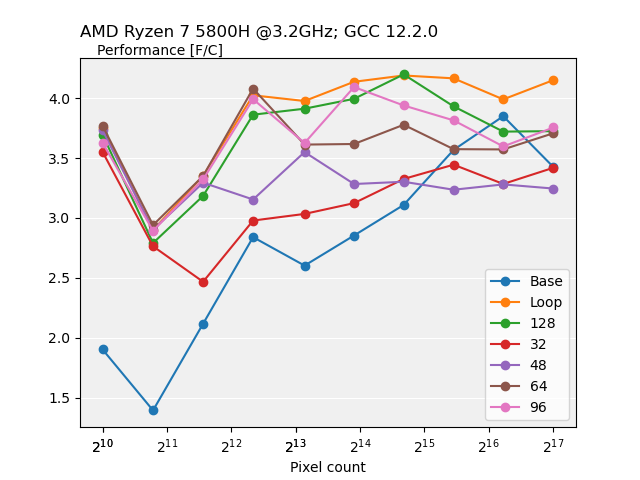 AMD Ryzen 7 5800H @3.2GHz; GCC 12.2.0
Performance [F/C]
4.0
3.5
3.0
2.5
2.0
1.5
Base
Loop
128
32
48
64
96
2^10 2^11 2^12 2^13 2^14 2^15 2^16 2^17
Pixel count